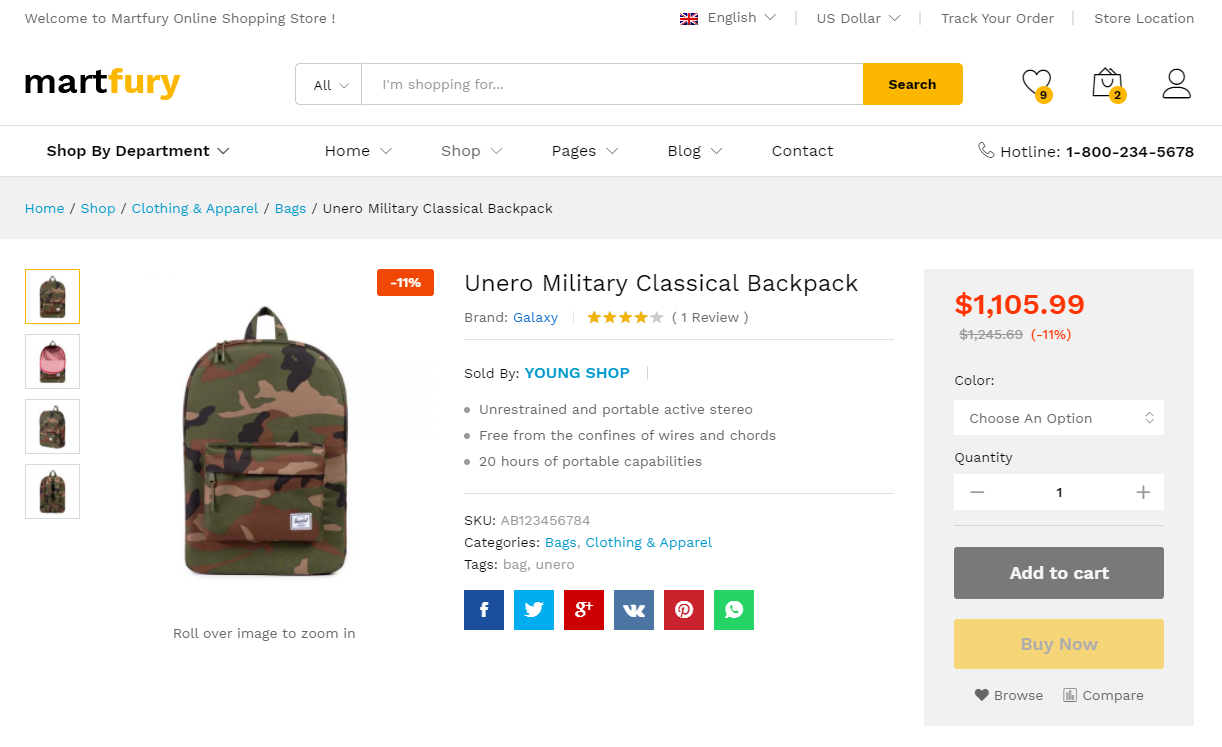 Welcome to Martfury Online Shopping Store !
English
US Dollar
Track Your Order
Store Location
martfury
All
I'm shopping for...
Search
9
2
Shop By Department
Home
Shop
Pages
Blog
Contact
Hotline: 1-800-234-5678
Home / Shop / Clothing & Apparel / Bags / Unero Military Classical Backpack
-11%
Roll over image to zoom in
Unero Military Classical Backpack
Brand: Galaxy
( 1 Review )
Sold By: YOUNG SHOP
Unrestrained and portable active stereo
Free from the confines of wires and chords
20 hours of portable capabilities
SKU: AB123456784
Categories: Bags, Clothing & Apparel
Tags: bag, unero
$1,105.99
$1,245.69 (-11%)
Color:
Choose An Option
Quantity
1
Add to cart
Buy Now
Browse
Compare